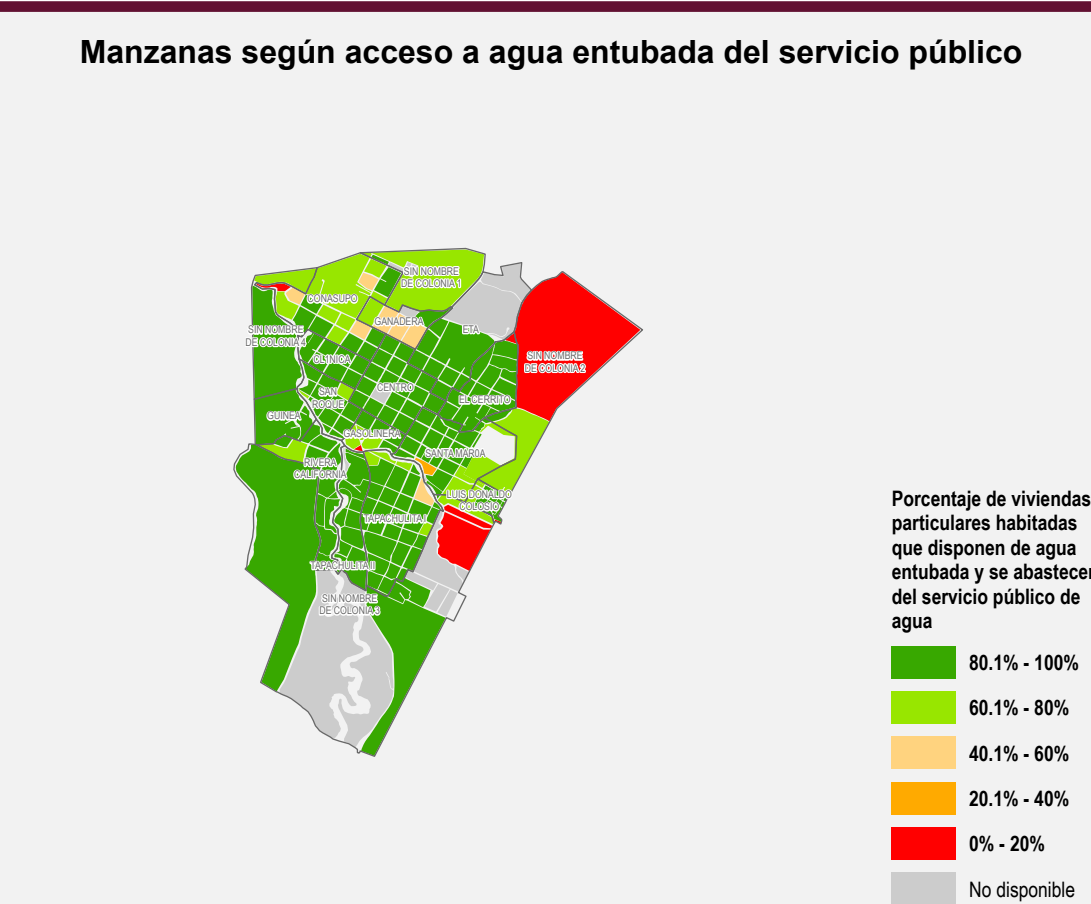 Manzanas según acceso a agua entubada del servicio público
SIN NOMBRE
DE COLONIA 1
CONASUPO
GANADERA
SIN NOMBRE
DE COLONIA 4
ETA
CL1NICA
SIN NOMBRE
DE COLONIA 2
SAN
ROQUE
CENTRO
EL CERRITO
GUINEA
GASOLINERA
SANTA MAR0A
RIVERA
CALIFORNIA
LUIS DONALDO
COLOSIO
TAPACHULITA I
TAPACHULITA II
SIN NOMBRE
DE COLONIA 3
Porcentaje de viviendas
particulares habitadas
que disponen de agua
entubada y se abastecen
del servicio público de
agua
80.1% - 100%
60.1% - 80%
40.1% - 60%
20.1% - 40%
0% - 20%
No disponible